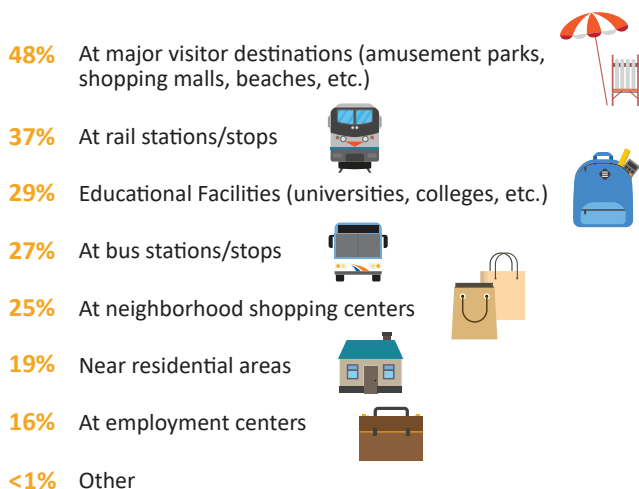 48% At major visitor destinations (amusement parks,
shopping malls, beaches, etc.)
37% At rail stations/stops
29% Educational Facilities (universities, colleges, etc.)
27% At bus stations/stops
25% At neighborhood shopping centers
19% Near residential areas
16% At employment centers
<1% Other